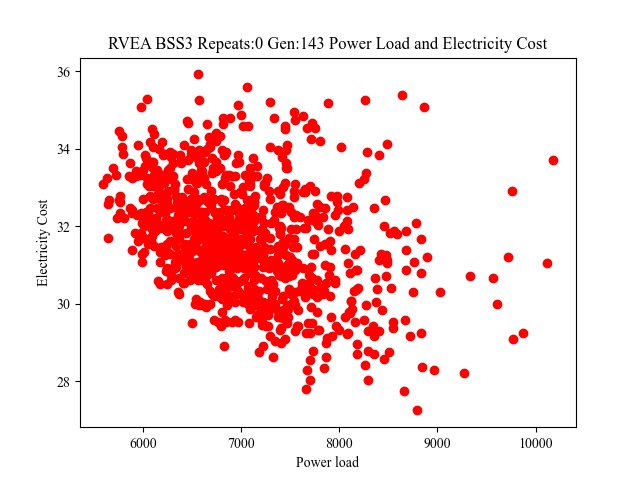 RVEA BSS3 Repeats:0 Gen:143 Power Load and Electricity Cost
36
34
32
30
28
Electricity Cost
6000 7000 8000 9000 10000
Power load